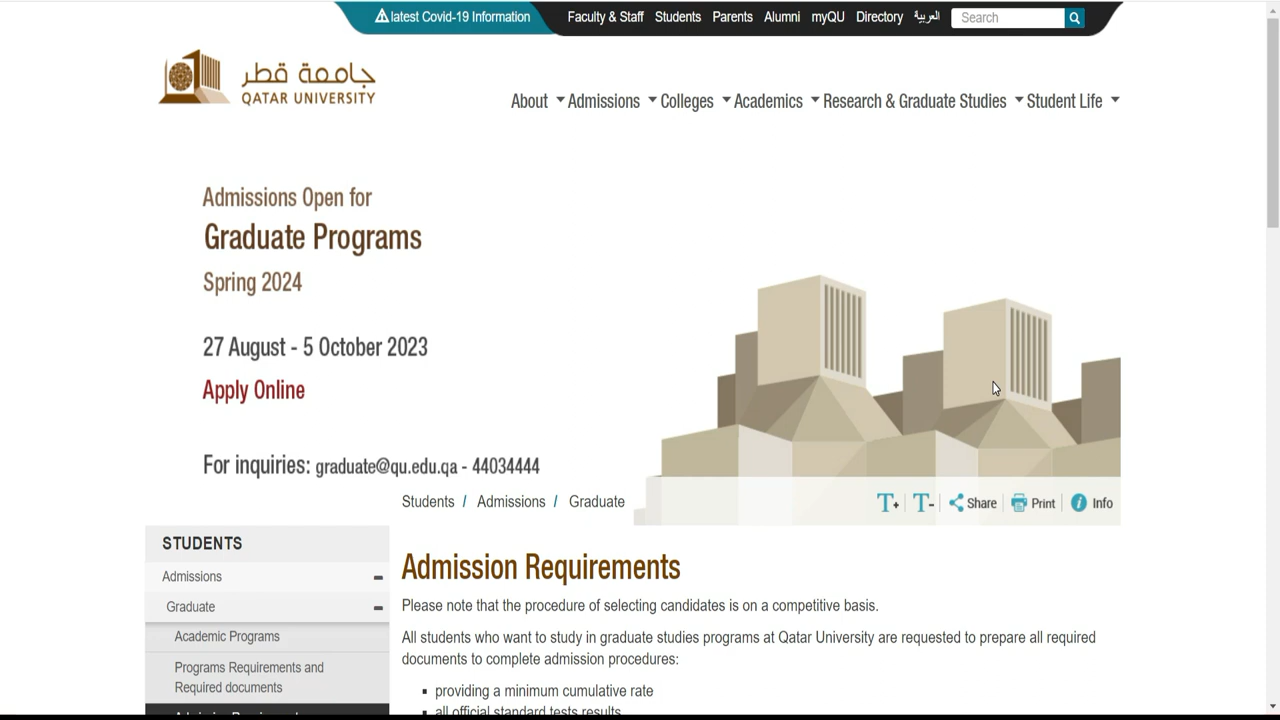 latest Covid-19 Information
Faculty & Staff Students Parents Alumni myQU Directory العربية Search
جامعة قطر
QATAR UNIVERSITY
About Admissions Colleges Academics Research & Graduate Studies Student Life
Admissions Open for
Graduate Programs
Spring 2024
27 August - 5 October 2023
Apply Online
For inquiries: graduate@qu.edu.qa - 44034444
Students / Admissions / Graduate
T+ T- Share Print Info
STUDENTS
Admissions
Graduate
Academic Programs
Programs Requirements and
Required documents
Admission Requirements
Please note that the procedure of selecting candidates is on a competitive basis.
All students who want to study in graduate studies programs at Qatar University are requested to prepare all required
documents to complete admission procedures:
providing a minimum cumulative rate
all official standard tests results